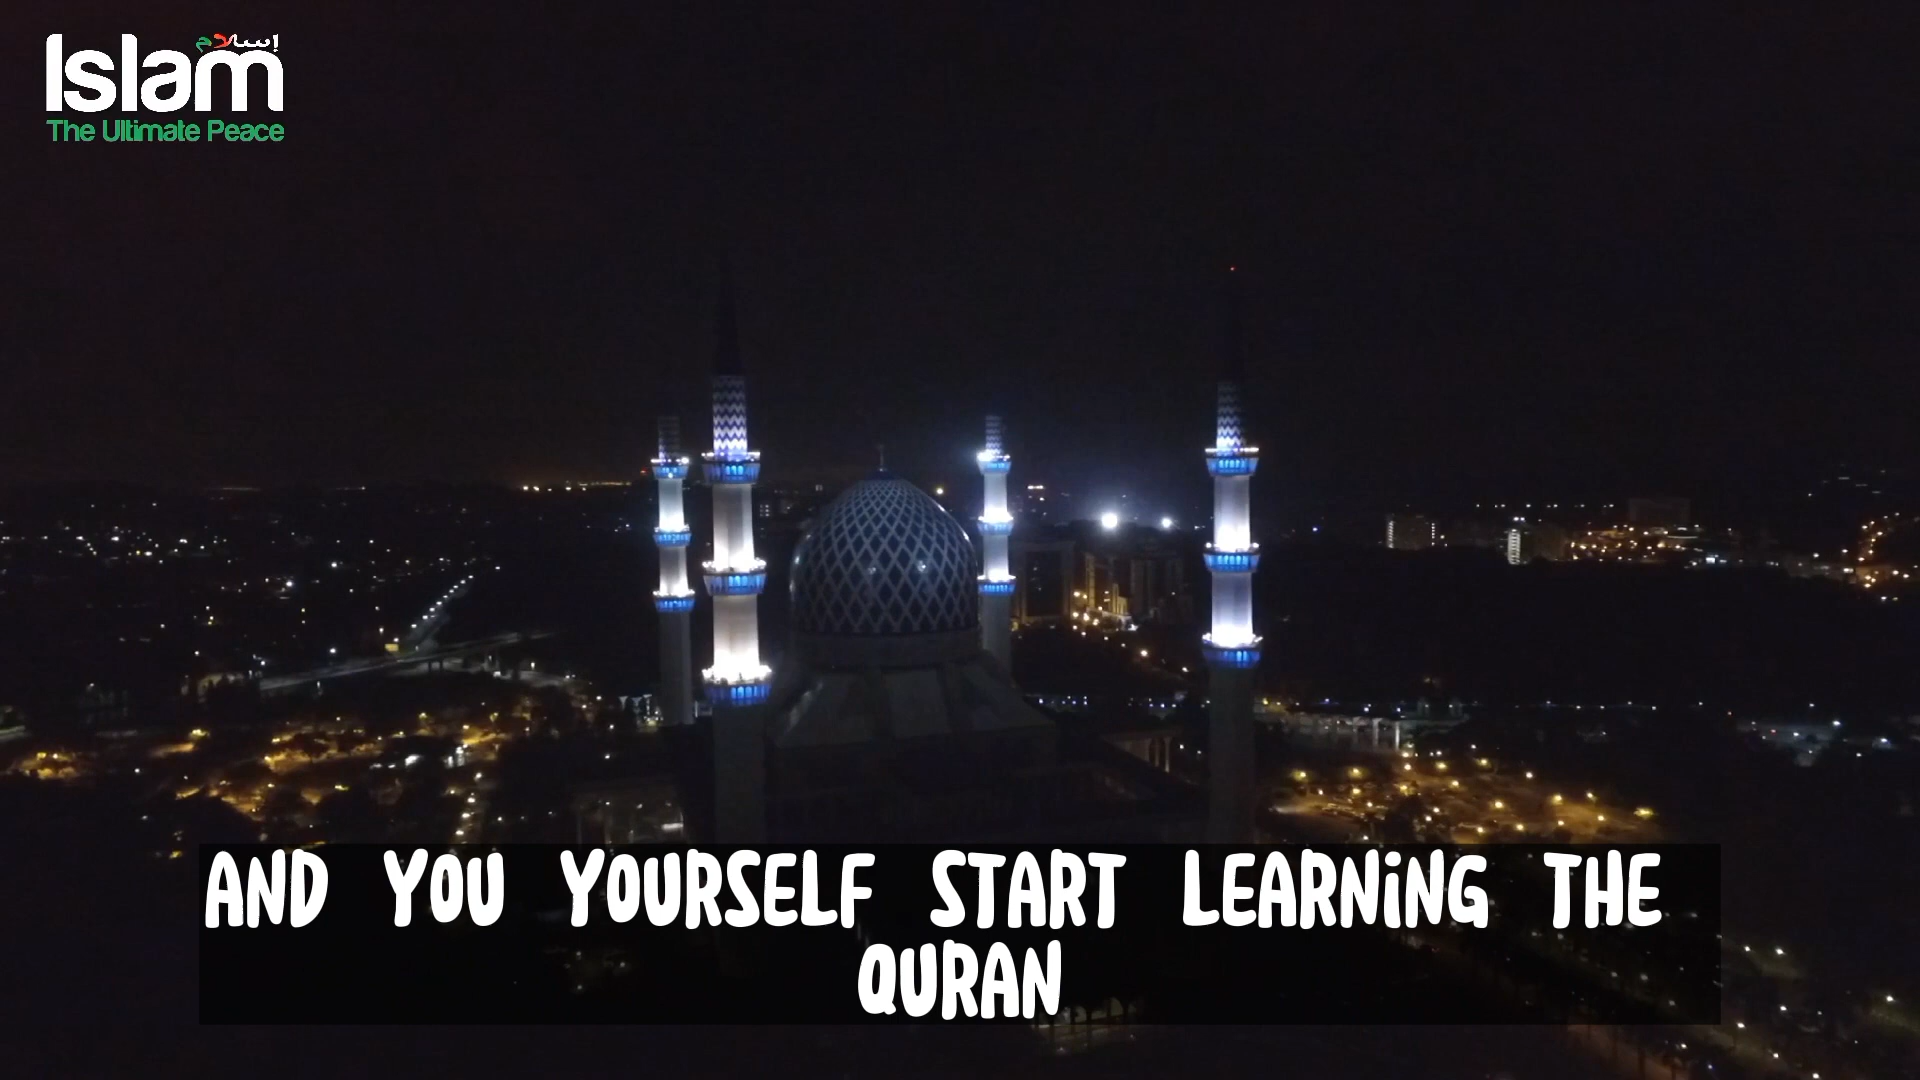 إسلام
Islam
The Ultimate Peace
AND YOU YOURSELF START LEARNING THE
QURAN